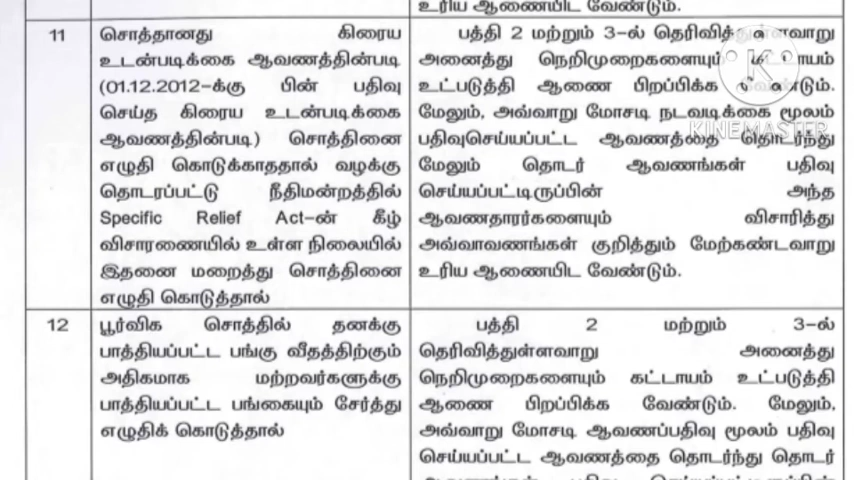 உரிய ஆணையிட வேண்டும்.
11
சொத்தானது கிரைய
உடன்படிக்கை ஆவணத்தின்படி
(01.12.2012-க்கு பின் பதிவு
செய்த கிரைய உடன்படிக்கை
ஆவணத்தின்படி) சொத்தினை
எழுதி கொடுக்காததால் வழக்கு
தொடரப்பட்டு நீதிமன்றத்தில்
Specific Relief Act-ன் கீழ்
விசாரணையில் உள்ள நிலையில்
இதனை மறைத்து சொத்தினை
எழுதி கொடுத்தால்
பத்தி 2 மற்றும் 3-ல் தெரிவித்துள்ளவாறு
அனைத்து நெறிமுறைகளையும் கட்டாயம்
உட்படுத்தி ஆணை பிறப்பிக்க வேண்டும்.
மேலும், அவ்வாறு மோசடி நடவடிக்கை மூலம்
பதிவுசெய்யப்பட்ட ஆவணத்தை தொடர்ந்து
மேலும் தொடர் ஆவணங்கள் பதிவு
செய்யப்பட்டிருப்பின் அந்த
ஆவணதாரர்களையும் விசாரித்து
அவ்வாவணங்கள் குறித்தும் மேற்கண்டவாறு
உரிய ஆணையிட வேண்டும்.
K
KINEMASTER
12
பூர்விக சொத்தில் தனக்கு
பாத்தியப்பட்ட பங்கு வீதத்திற்கும்
அதிகமாக மற்றவர்களுக்கு
பாத்தியப்பட்ட பங்கையும் சேர்த்து
எழுதிக் கொடுத்தால்
பத்தி 2 மற்றும் 3-ல்
தெரிவித்துள்ளவாறு அனைத்து
நெறிமுறைகளையும் கட்டாயம் உட்படுத்தி
ஆணை பிறப்பிக்க வேண்டும். மேலும்,
அவ்வாறு மோசடி ஆவணப்பதிவு மூலம் பதிவு
செய்யப்பட்ட ஆவணத்தை தொடர்ந்து தொடர்